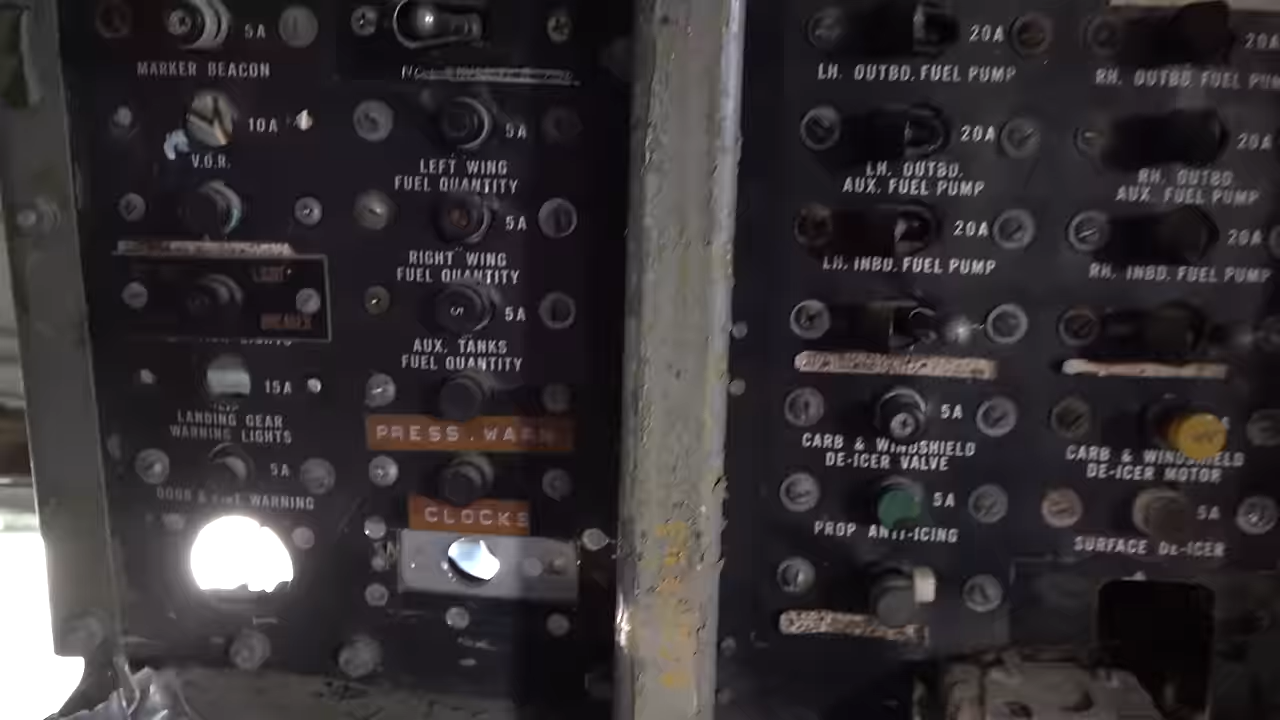 5A
MARKER BEACON
10A
V.O.R.
15A
LANDING GEAR
WARNING LIGHTS
5A
WARNING
5A
LEFT WING
FUEL QUANTITY
5A
RIGHT WING
FUEL QUANTITY
5A
AUX. TANKS
FUEL QUANTITY
PRESS. WARN
CLOCKS
20A
LH. OUTBD. FUEL PUMP
20A
LH. OUTBD.
AUX. FUEL PUMP
20A
LH. INBD. FUEL PUMP
5A
CARB & WINDSHIELD
DE-ICER VALVE
5A
PROP ANTI-ICING
20A
RH. OUTBD. FUEL PUMP
20A
RH. OUTBD
AUX. FUEL PUMP
20A
RH. INBD. FUEL PUMP
CARB & WINDSHIELD
DE-ICER MOTOR
5A
SURFACE DE-ICER